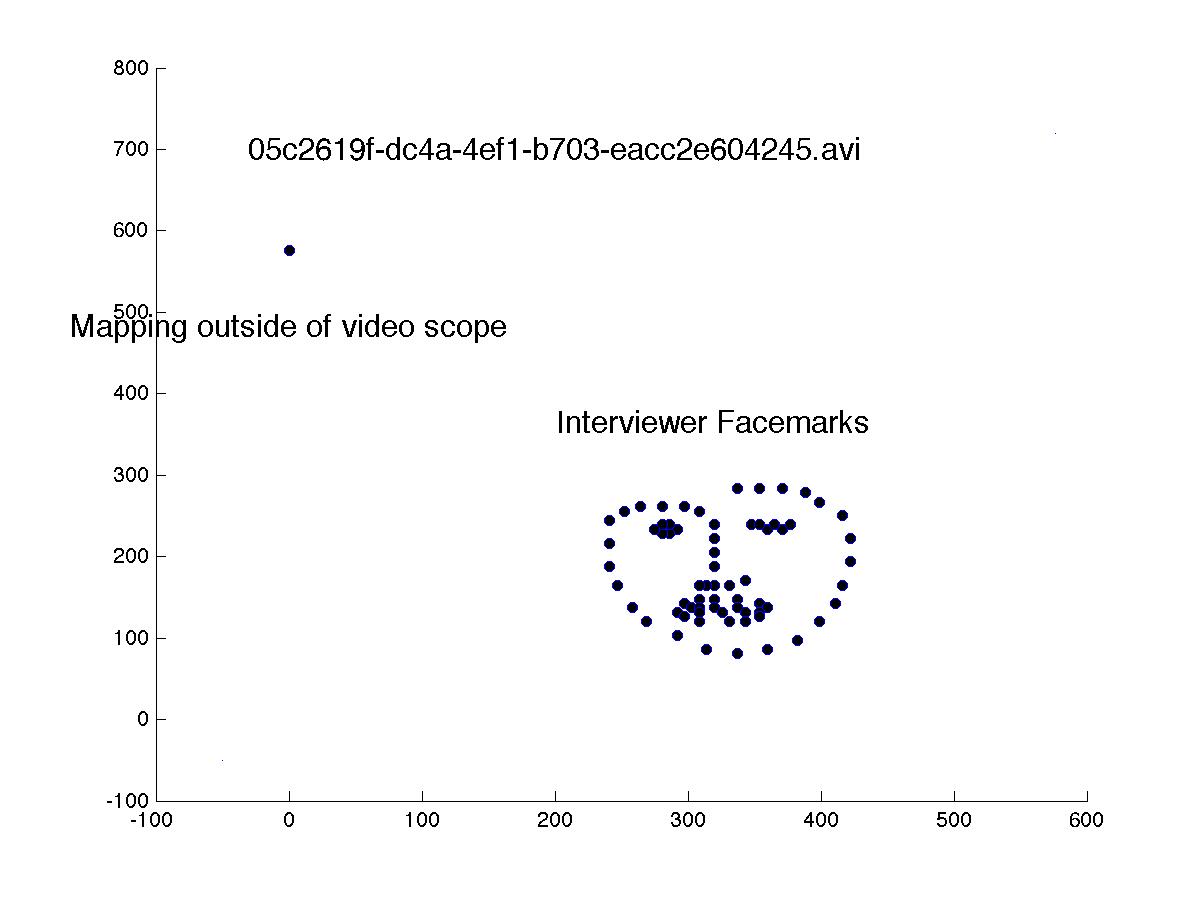 800
700
05c2619f-dc4a-4ef1-b703-eacc2e604245.avi
600
500
Mapping outside of video scope
400
Interviewer Facemarks
300
200
100
0
-100
-100 0 100 200 300 400 500 600